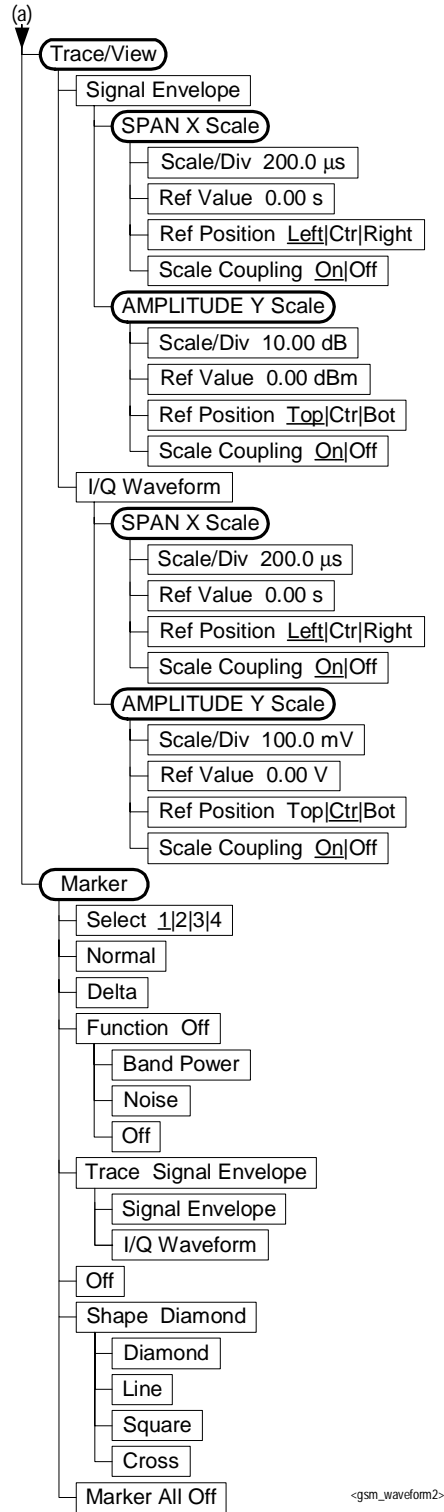 (a)
Trace/View
Signal Envelope
SPAN X Scale
Scale/Div 200.0 μs
Ref Value 0.00 s
Ref Position Left|Ctr|Right
Scale Coupling On|Off
AMPLITUDE Y Scale
Scale/Div 10.00 dB
Ref Value 0.00 dBm
Ref Position Top|Ctr|Bot
Scale Coupling On|Off
I/Q Waveform
SPAN X Scale
Scale/Div 200.0 μs
Ref Value 0.00 s
Ref Position Left|Ctr|Right
Scale Coupling On|Off
AMPLITUDE Y Scale
Scale/Div 100.0 mV
Ref Value 0.00 V
Ref Position Top|Ctr|Bot
Scale Coupling On|Off
Marker
Select 1|2|3|4
Normal
Delta
Function Off
Band Power
Noise
Off
Trace Signal Envelope
Signal Envelope
I/Q Waveform
Off
Shape Diamond
Diamond
Line
Square
Cross
Marker All Off
<gsm_waveform2>